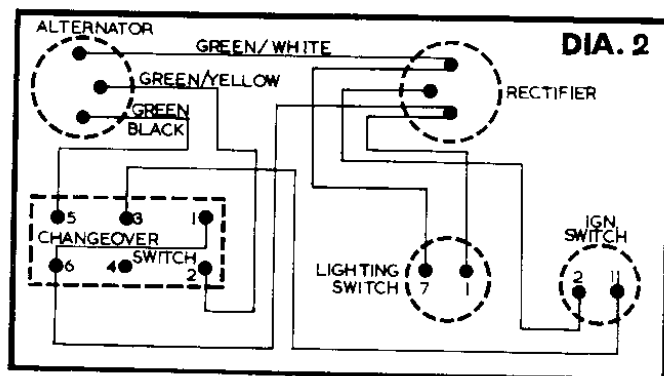 ALTERNATOR
GREEN/WHITE
DIA. 2
GREEN/YELLOW
RECTIFIER
GREEN
BLACK
5 3 1
CHANGEOVER
SWITCH
6 4 2
LIGHTING
SWITCH
7 1
IGN
SWITCH
2 11